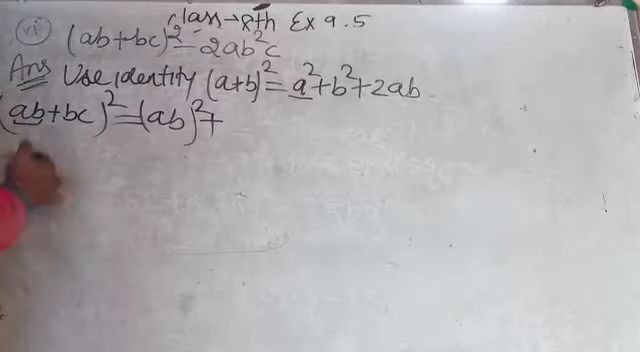 Class → 8th Ex 9.5
(vi) (ab+bc)² - 2ab²c
Ans Use identity (a+b)² = a²+b²+2ab
(ab+bc)² = (ab)²+